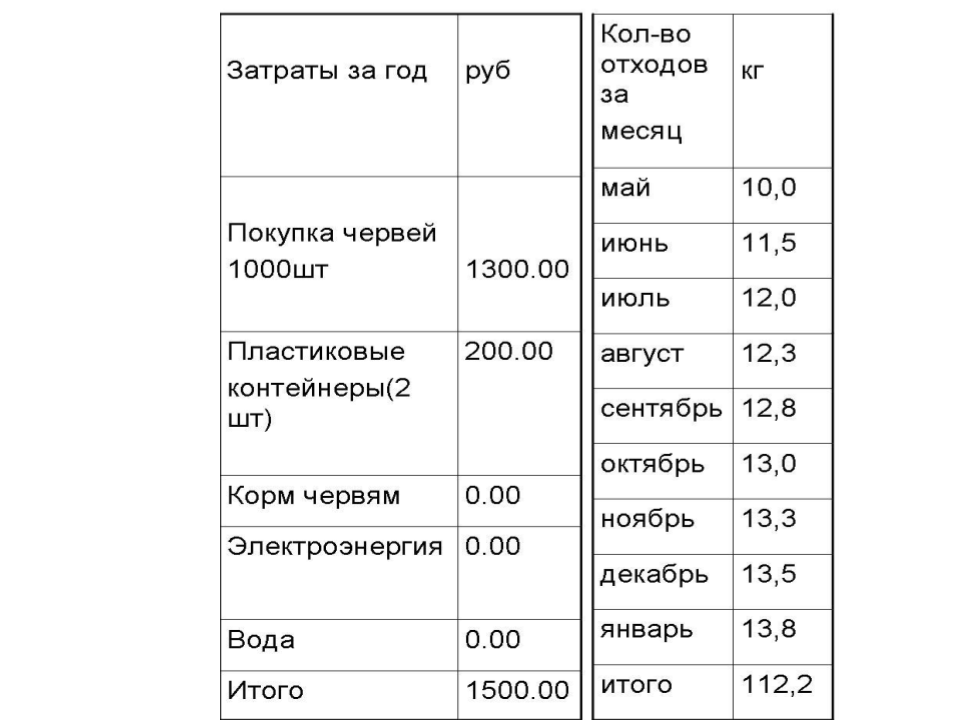 Затраты за год
руб
Покупка червей
1000шт
1300.00
Пластиковые
контейнеры(2
шт)
200.00
Корм червям
0.00
Электроэнергия
0.00
Вода
0.00
Итого
1500.00
Кол-во
отходов
за
месяц
кг
май
10,0
июнь
11,5
июль
12,0
август
12,3
сентябрь
12,8
октябрь
13,0
ноябрь
13,3
декабрь
13,5
январь
13,8
итого
112,2